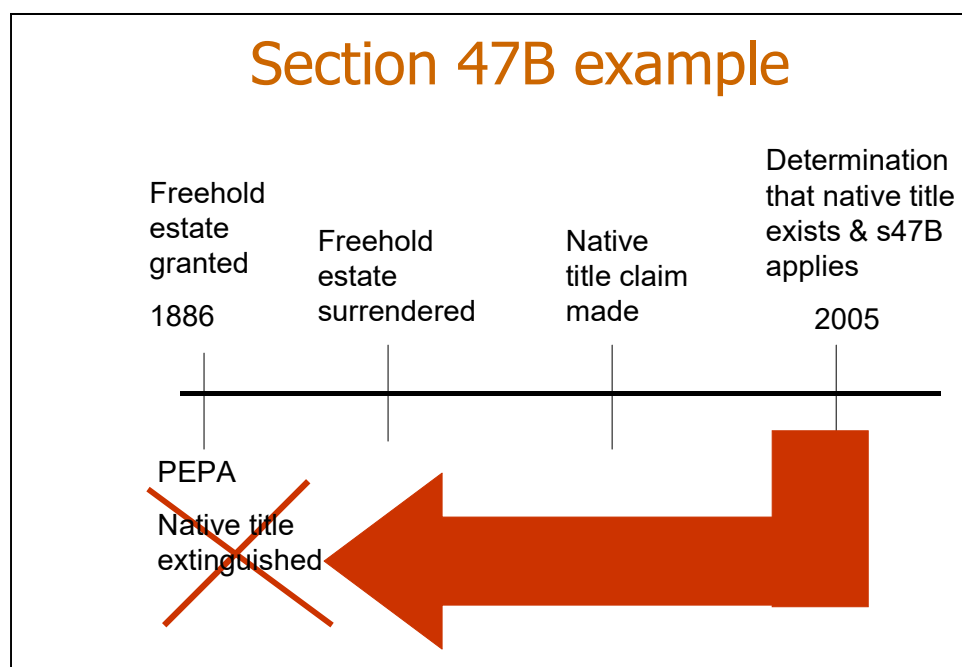 Section 47B example
Freehold
estate
granted
1886
Freehold
estate
surrendered
Native
title claim
made
Determination
that native title
exists & s47B
applies
2005
PEPA
Native title
extinguished